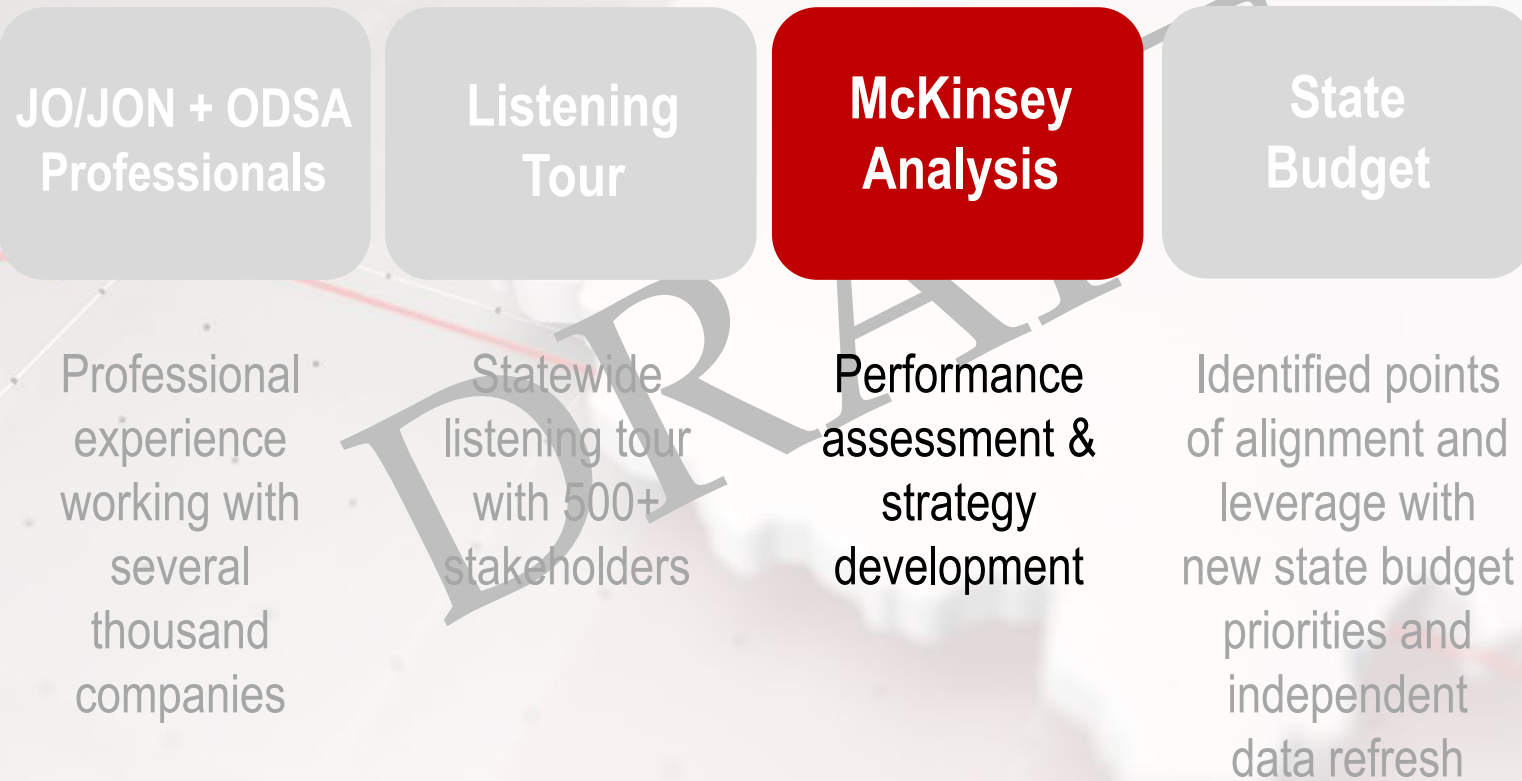 JO/JON + ODSA
Professionals
Listening
Tour
McKinsey
Analysis
State
Budget
Professional
experience
working with
several
thousand
companies
Statewide
listening tour
with 500+
stakeholders
Performance
assessment &
strategy
development
Identified points
of alignment and
leverage with
new state budget
priorities and
independent
data refresh
DRAFT